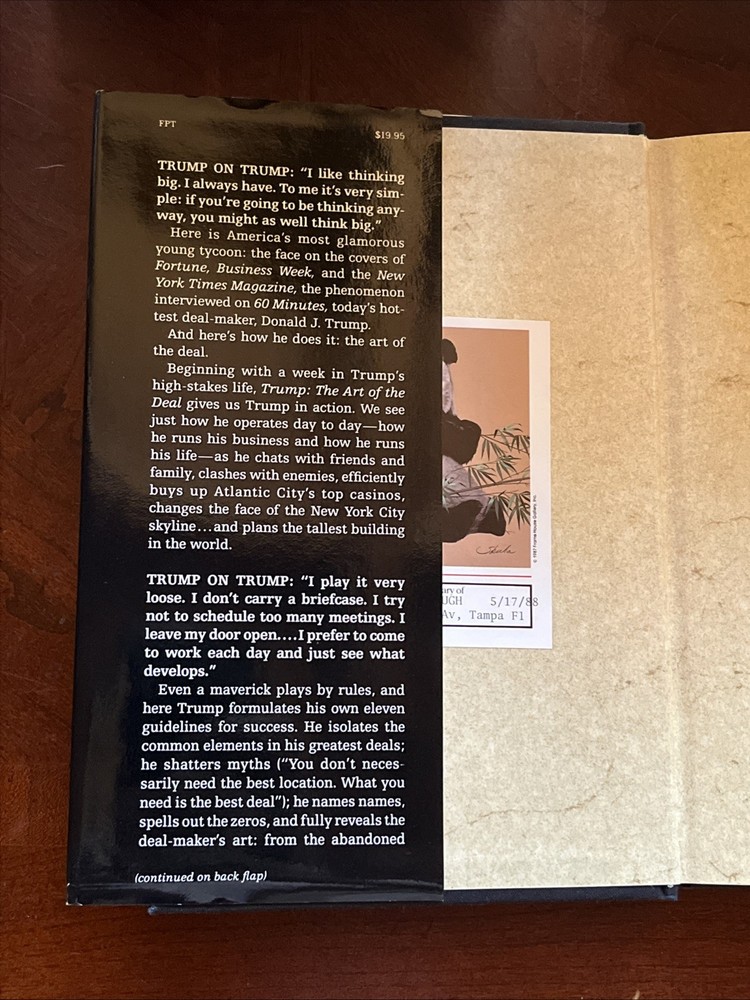 FPT
$19.95
TRUMP ON TRUMP: “I like thinking
big. I always have. To me it’s very sim-
ple: if you’re going to be thinking any-
way, you might as well think big.”
Here is America’s most glamorous
young tycoon: the face on the covers of
Fortune, Business Week, and the New
York Times Magazine, the phenomenon
interviewed on 60 Minutes, today’s hot-
test deal-maker, Donald J. Trump.
And here’s how he does it: the art of
the deal.
Beginning with a week in Trump’s
high-stakes life, Trump: The Art of the
Deal gives us Trump in action. We see
just how he operates day to day—how
he runs his business and how he runs
his life—as he chats with friends and
family, clashes with enemies, efficiently
buys up Atlantic City’s top casinos,
changes the face of the New York City
skyline...and plans the tallest building
in the world.
TRUMP ON TRUMP: “I play it very
loose. I don’t carry a briefcase. I try
not to schedule too many meetings. I
leave my door open....I prefer to come
to work each day and just see what
develops.”
Even a maverick plays by rules, and
here Trump formulates his own eleven
guidelines for success. He isolates the
common elements in his greatest deals;
he shatters myths (“You don’t neces-
sarily need the best location. What you
need is the best deal”); he names names,
spells out the zeros, and fully reveals the
deal-maker’s art: from the abandoned
(continued on back flap)
© 1987 Frame House Gallery, Inc.
ary of
UGH 5/17/88
Av, Tampa Fl